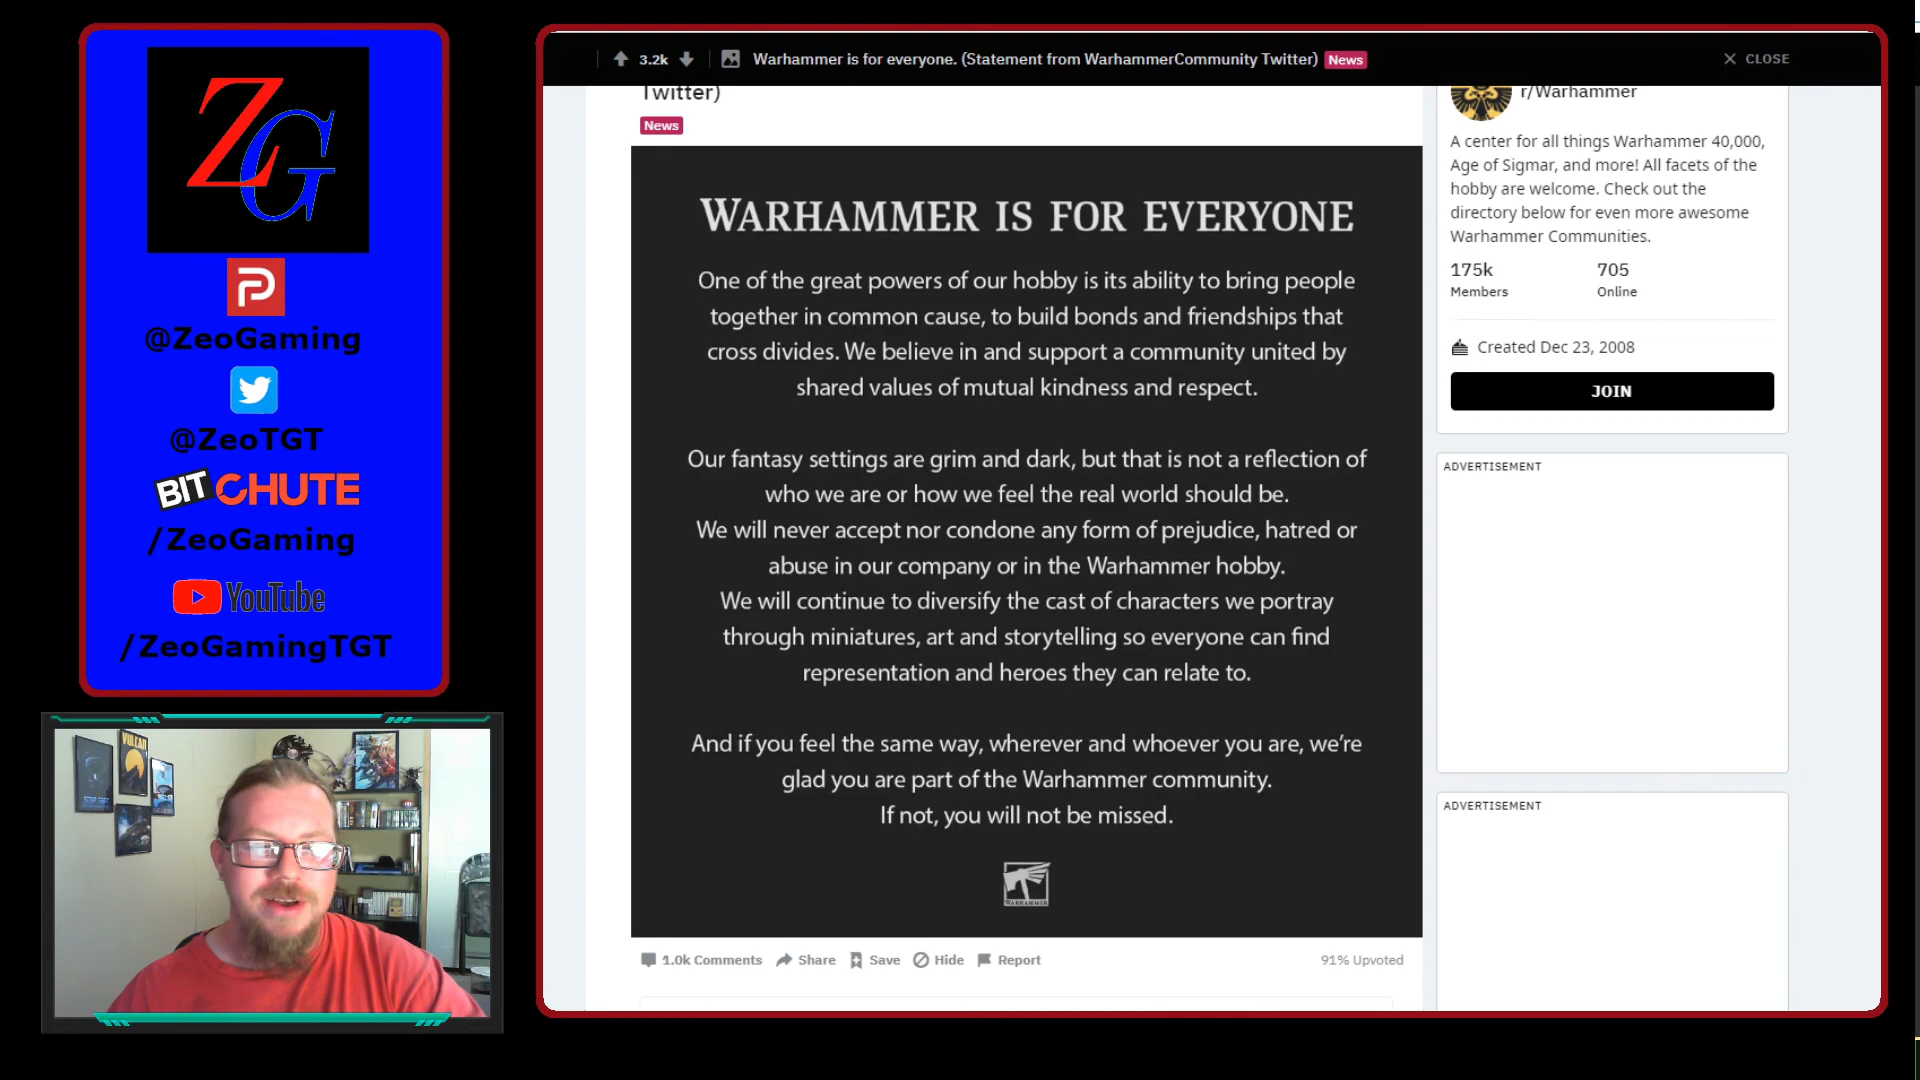 ZG
@ZeoGaming
@ZeoTGT
BITCHUTE
/ZeoGaming
YouTube
/ZeoGamingTGT
VULCAN
3.2k
Warhammer is for everyone. (Statement from WarhammerCommunity Twitter) News
CLOSE
Twitter)
News
WARHAMMER IS FOR EVERYONE
One of the great powers of our hobby is its ability to bring people
together in common cause, to build bonds and friendships that
cross divides. We believe in and support a community united by
shared values of mutual kindness and respect.
Our fantasy settings are grim and dark, but that is not a reflection of
who we are or how we feel the real world should be.
We will never accept nor condone any form of prejudice, hatred or
abuse in our company or in the Warhammer hobby.
We will continue to diversify the cast of characters we portray
through miniatures, art and storytelling so everyone can find
representation and heroes they can relate to.
And if you feel the same way, wherever and whoever you are, we're
glad you are part of the Warhammer community.
If not, you will not be missed.
WARHAMMER
1.0k Comments Share Save Hide Report
91% Upvoted
r/Warhammer
A center for all things Warhammer 40,000,
Age of Sigmar, and more! All facets of the
hobby are welcome. Check out the
directory below for even more awesome
Warhammer Communities.
175k 705
Members Online
Created Dec 23, 2008
JOIN
ADVERTISEMENT
ADVERTISEMENT